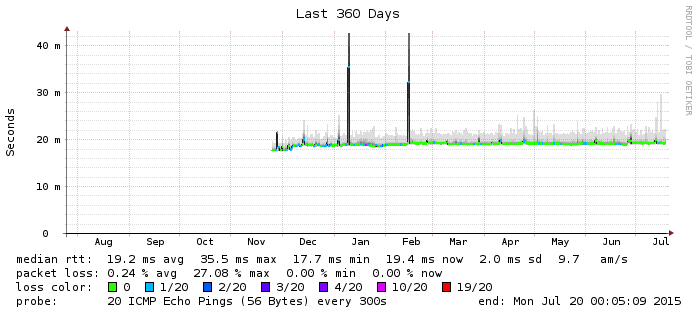 Last 360 Days
RRDTOOL / TOBI OETIKER
Seconds
40 m
30 m
20 m
10 m
0
Aug Sep Oct Nov Dec Jan Feb Mar Apr May Jun Jul
median rtt: 19.2 ms avg 35.5 ms max 17.7 ms min 19.4 ms now 2.0 ms sd 9.7 am/s
packet loss: 0.24 % avg 27.08 % max 0.00 % min 0.00 % now
loss color: 0 1/20 2/20 3/20 4/20 10/20 19/20
probe: 20 ICMP Echo Pings (56 Bytes) every 300s end: Mon Jul 20 00:05:09 2015